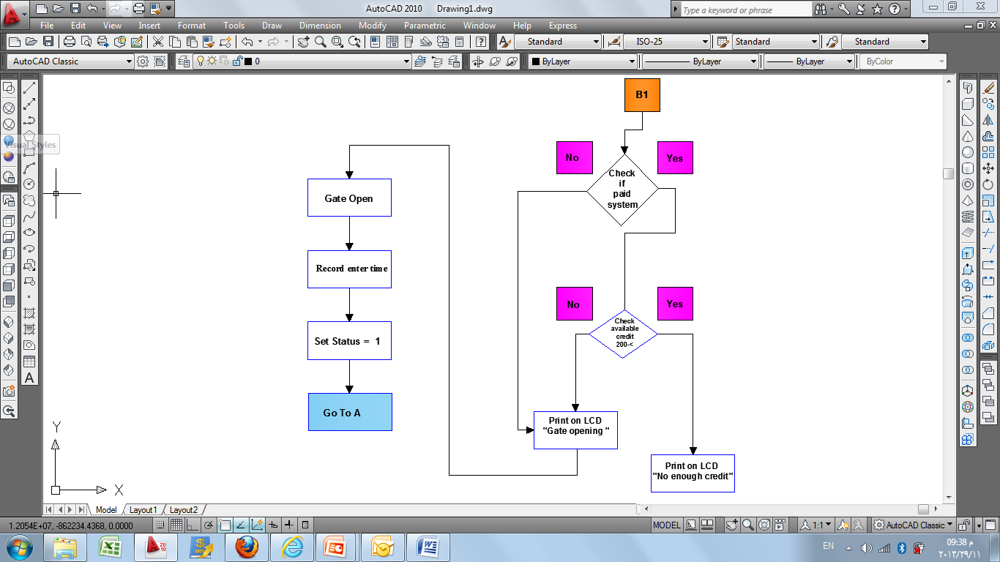 AutoCAD 2010 Drawing1.dwg
Type a keyword or phrase
File Edit View Insert Format Tools Draw Dimension Modify Parametric Window Help Express
Standard ISO-25 Standard Standard
AutoCAD Classic 0 ByLayer ByLayer ByLayer ByColor
Visual Styles
B1
No
Yes
Check
if
paid
system
No
Yes
Check
available
credit
200-<
Print on LCD
"Gate opening "
Print on LCD
"No enough credit"
Gate Open
Record enter time
Set Status = 1
Go To A
Y
X
A
Model Layout1 Layout2
1.2054E+07, -862234.4368, 0.0000 MODEL 1:1 AutoCAD Classic
EN
09:38 م
٢٠١٣/٢٩/١١